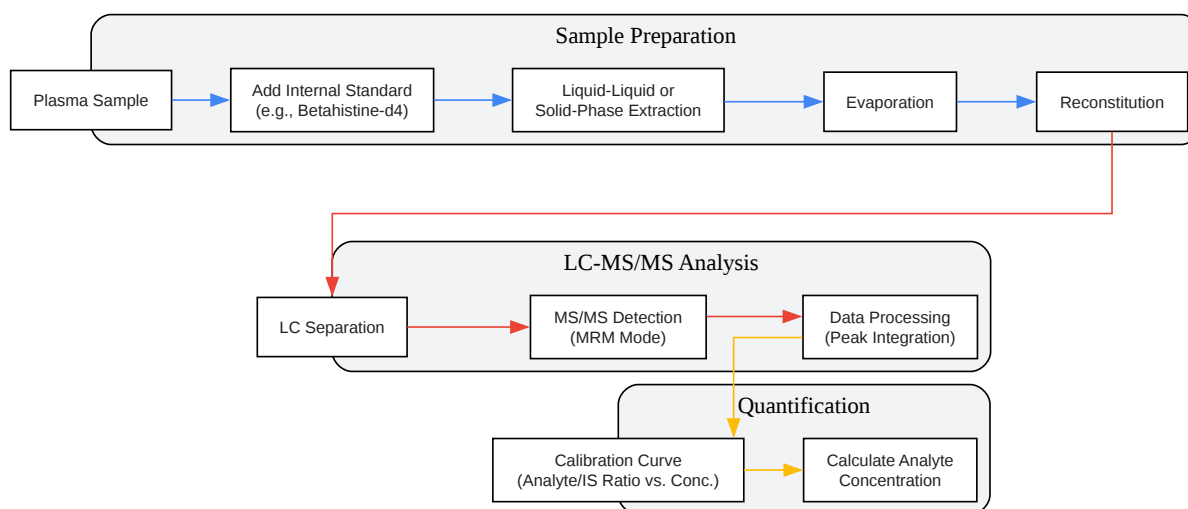 Sample Preparation
Plasma Sample
Add Internal Standard
(e.g., Betahistine-d4)
Liquid-Liquid or
Solid-Phase Extraction
Evaporation
Reconstitution
LC-MS/MS Analysis
LC Separation
MS/MS Detection
(MRM Mode)
Data Processing
(Peak Integration)
Quantification
Calibration Curve
(Analyte/IS Ratio vs. Conc.)
Calculate Analyte
Concentration